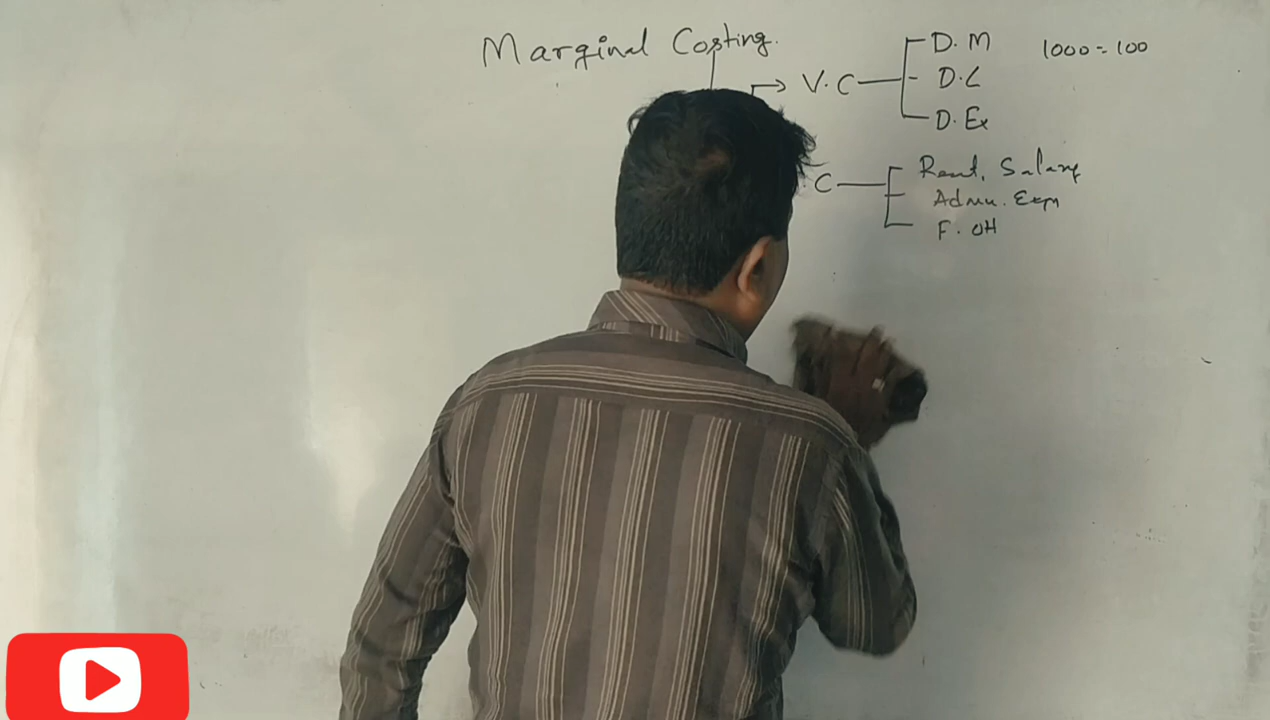 Marginal Costing.
V.C
D. M
1000 = 100
D. L
D. Ex
C
Rent, Salary
Admn. Exp
F. OH